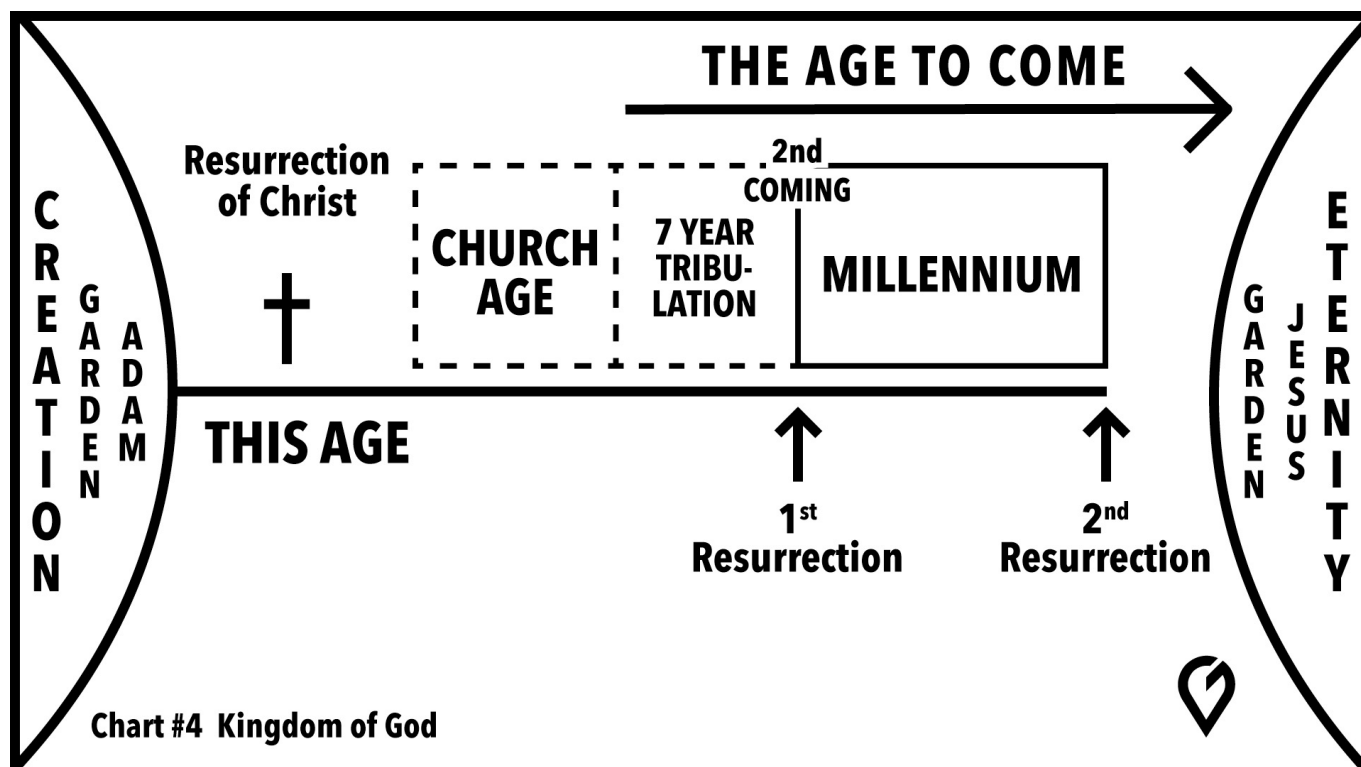 THE AGE TO COME
CREATION
GARDEN
ADAM
Resurrection
of Christ
CHURCH
AGE
7 YEAR
TRIBU-
LATION
2nd
COMING
MILLENNIUM
THIS AGE
1st
Resurrection
2nd
Resurrection
GARDEN
JESUS
ETERNITY
Chart #4 Kingdom of God